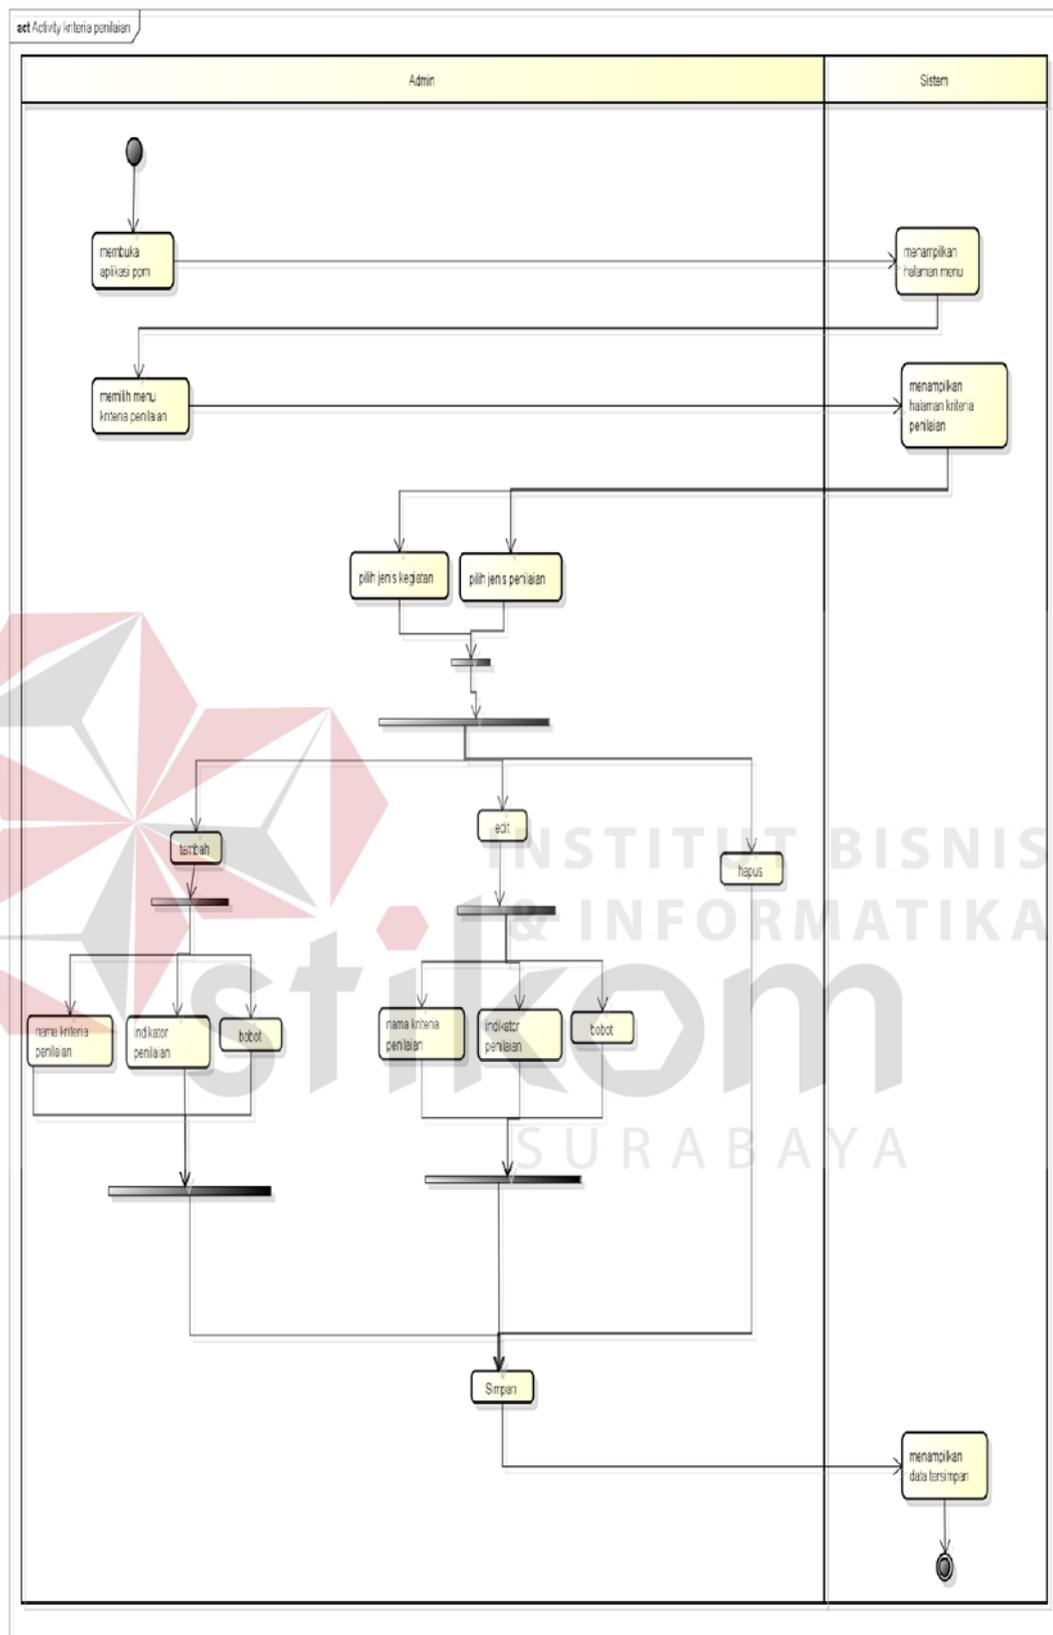 act Activity kriteria penilaian
Admin
Sistem
membuka
aplikasi ppm
menampilkan
halaman menu
memilih menu
kriteria penilaian
menampilkan
halaman kriteria
penilaian
pilih jenis kegiatan
pilih jenis penilaian
tambah
edit
hapus
INSTITUT BISNIS
& INFORMATIKA
stikom
SURABAYA
nama kriteria
penilaian
indikator
penilaian
bobot
nama kriteria
penilaian
indikator
penilaian
bobot
Simpan
menampilkan
data tersimpan